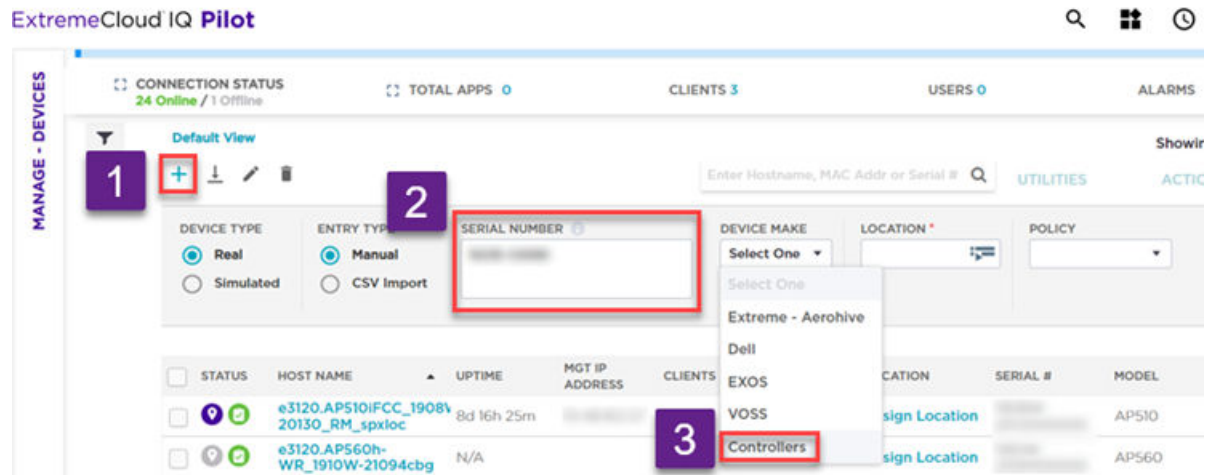 ExtremeCloud IQ Pilot
MANAGE - DEVICES
CONNECTION STATUS
24 Online / 1 Offline
TOTAL APPS 0
CLIENTS 3
USERS 0
ALARMS
Default View
Showin
1
Enter Hostname, MAC Addr or Serial #
UTILITIES
ACTIO
2
DEVICE TYPE
Real
Simulated
ENTRY TYPE
Manual
CSV Import
SERIAL NUMBER
DEVICE MAKE
Select One
Select One
Extreme - Aerohive
Dell
EXOS
VOSS
Controllers
3
LOCATION *
POLICY
STATUS HOST NAME UPTIME MGT IP ADDRESS CLIENTS CATION SERIAL # MODEL
e3120.AP510iFCC_1908W 8d 16h 25m sign Location AP510
20130_RM_spxloc
e3120.AP560h- N/A sign Location AP560
WR_1910W-21094cbg